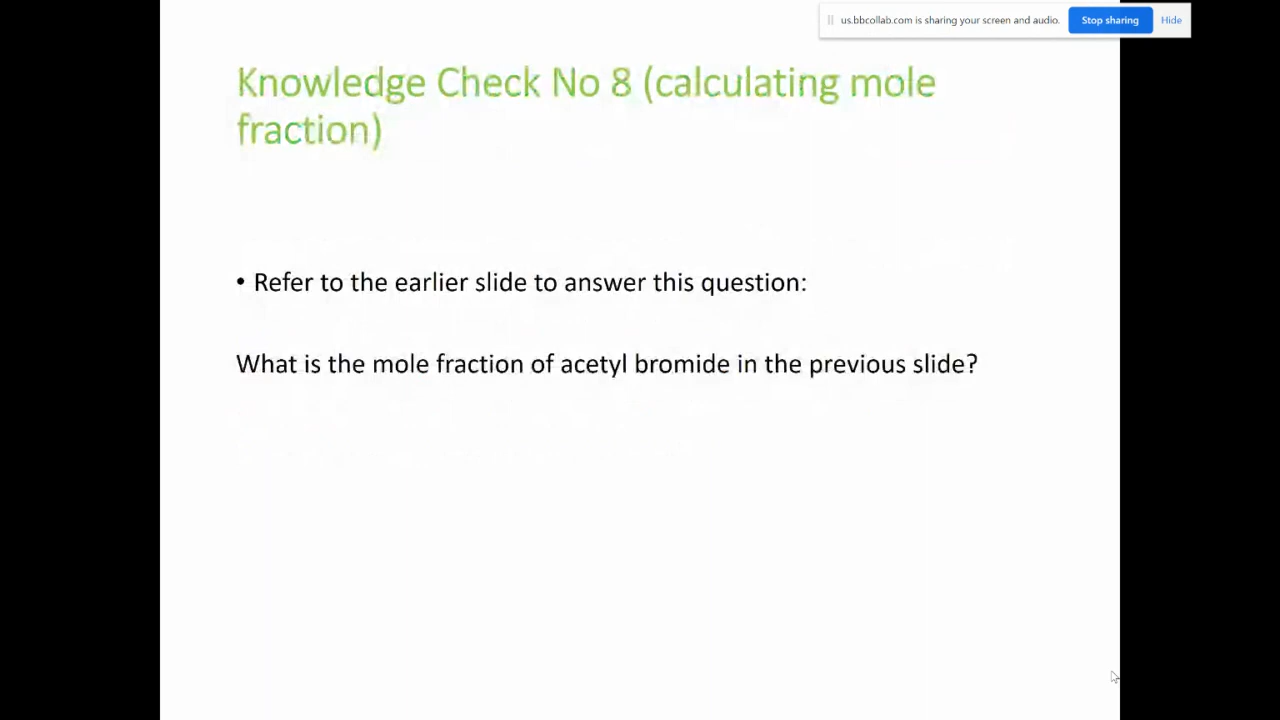 us.bbcollab.com is sharing your screen and audio. Stop sharing Hide
Knowledge Check No 8 (calculating mole
fraction)
• Refer to the earlier slide to answer this question:
What is the mole fraction of acetyl bromide in the previous slide?